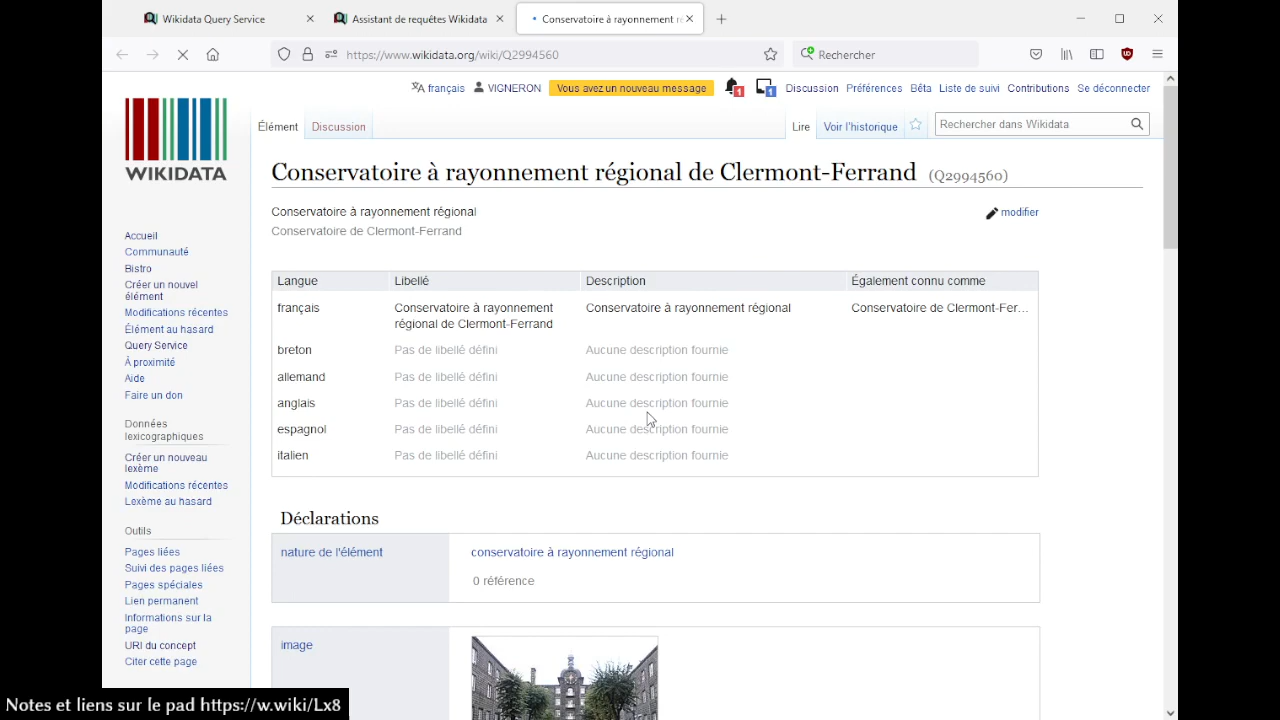 Wikidata Query Service
Assistant de requêtes Wikidata
Conservatoire à rayonnement r
https://www.wikidata.org/wiki/Q2994560
Rechercher
français VIGNERON Vous avez un nouveau message 1 1 Discussion Préférences Bêta Liste de suivi Contributions Se déconnecter
Élément Discussion Lire Voir l'historique Rechercher dans Wikidata
WIKIDATA
Accueil
Communauté
Bistro
Créer un nouvel
élément
Modifications récentes
Élément au hasard
Query Service
À proximité
Aide
Faire un don
Données
lexicographiques
Créer un nouveau
lexème
Modifications récentes
Lexème au hasard
Outils
Pages liées
Suivi des pages liées
Pages spéciales
Lien permanent
Informations sur la
page
URI du concept
Citer cette page
Conservatoire à rayonnement régional de Clermont-Ferrand (Q2994560)
Conservatoire à rayonnement régional
modifier
Conservatoire de Clermont-Ferrand
Langue Libellé Description Également connu comme
français Conservatoire à rayonnement Conservatoire à rayonnement régional Conservatoire de Clermont-Fer...
régional de Clermont-Ferrand
breton Pas de libellé défini Aucune description fournie
allemand Pas de libellé défini Aucune description fournie
anglais Pas de libellé défini Aucune description fournie
espagnol Pas de libellé défini Aucune description fournie
italien Pas de libellé défini Aucune description fournie
Déclarations
nature de l'élément conservatoire à rayonnement régional
0 référence
image
Notes et liens sur le pad https://w.wiki/Lx8